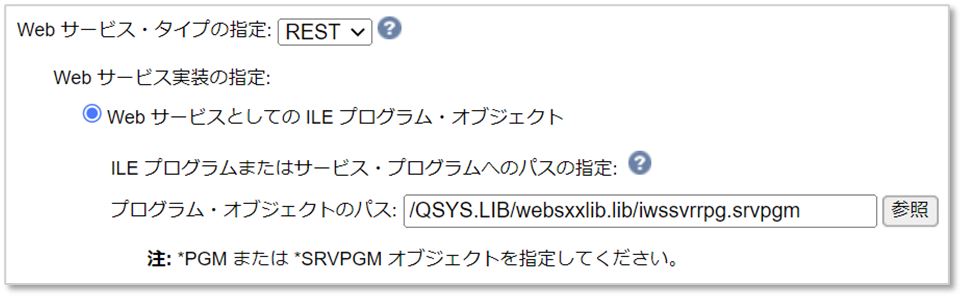 Web サービス・タイプの指定: REST ?
Web サービス実装の指定:
Web サービスとしての ILE プログラム・オブジェクト
ILE プログラムまたはサービス・プログラムへのパスの指定: ?
プログラム・オブジェクトのパス: /QSYS.LIB/websxxlib.lib/iwssvrrpg.srvpgm 参照
注: *PGM または *SRVPGM オブジェクトを指定してください。